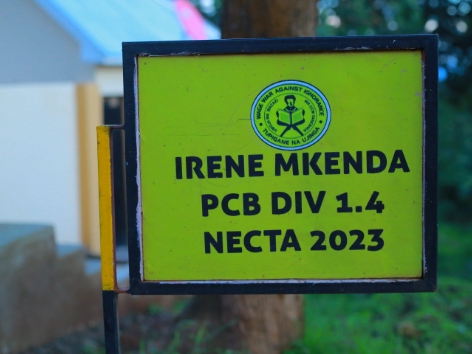 WAGE WAR AGAINST IGNORANCE
TUPIGANE NA UJINGA
IRENE MKENDA
PCB DIV 1.4
NECTA 2023